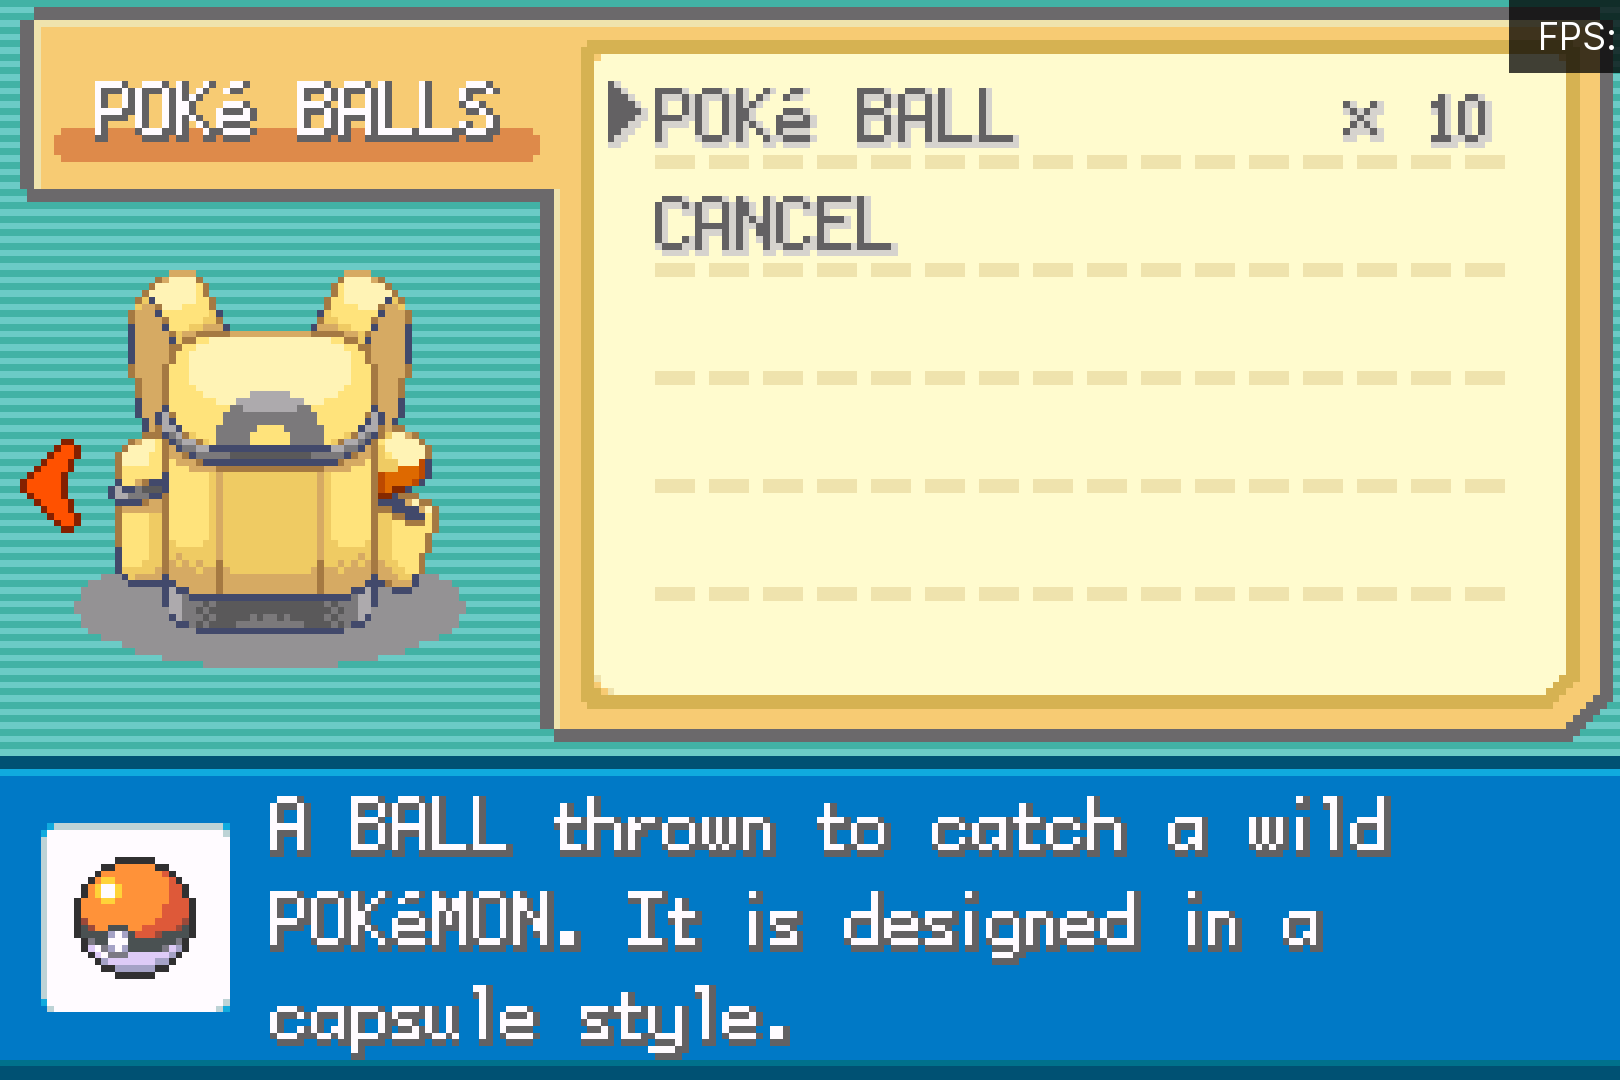 FPS:
POKé BALLS
POKé BALL × 10
CANCEL
A BALL thrown to catch a wild
POKéMON. It is designed in a
capsule style.